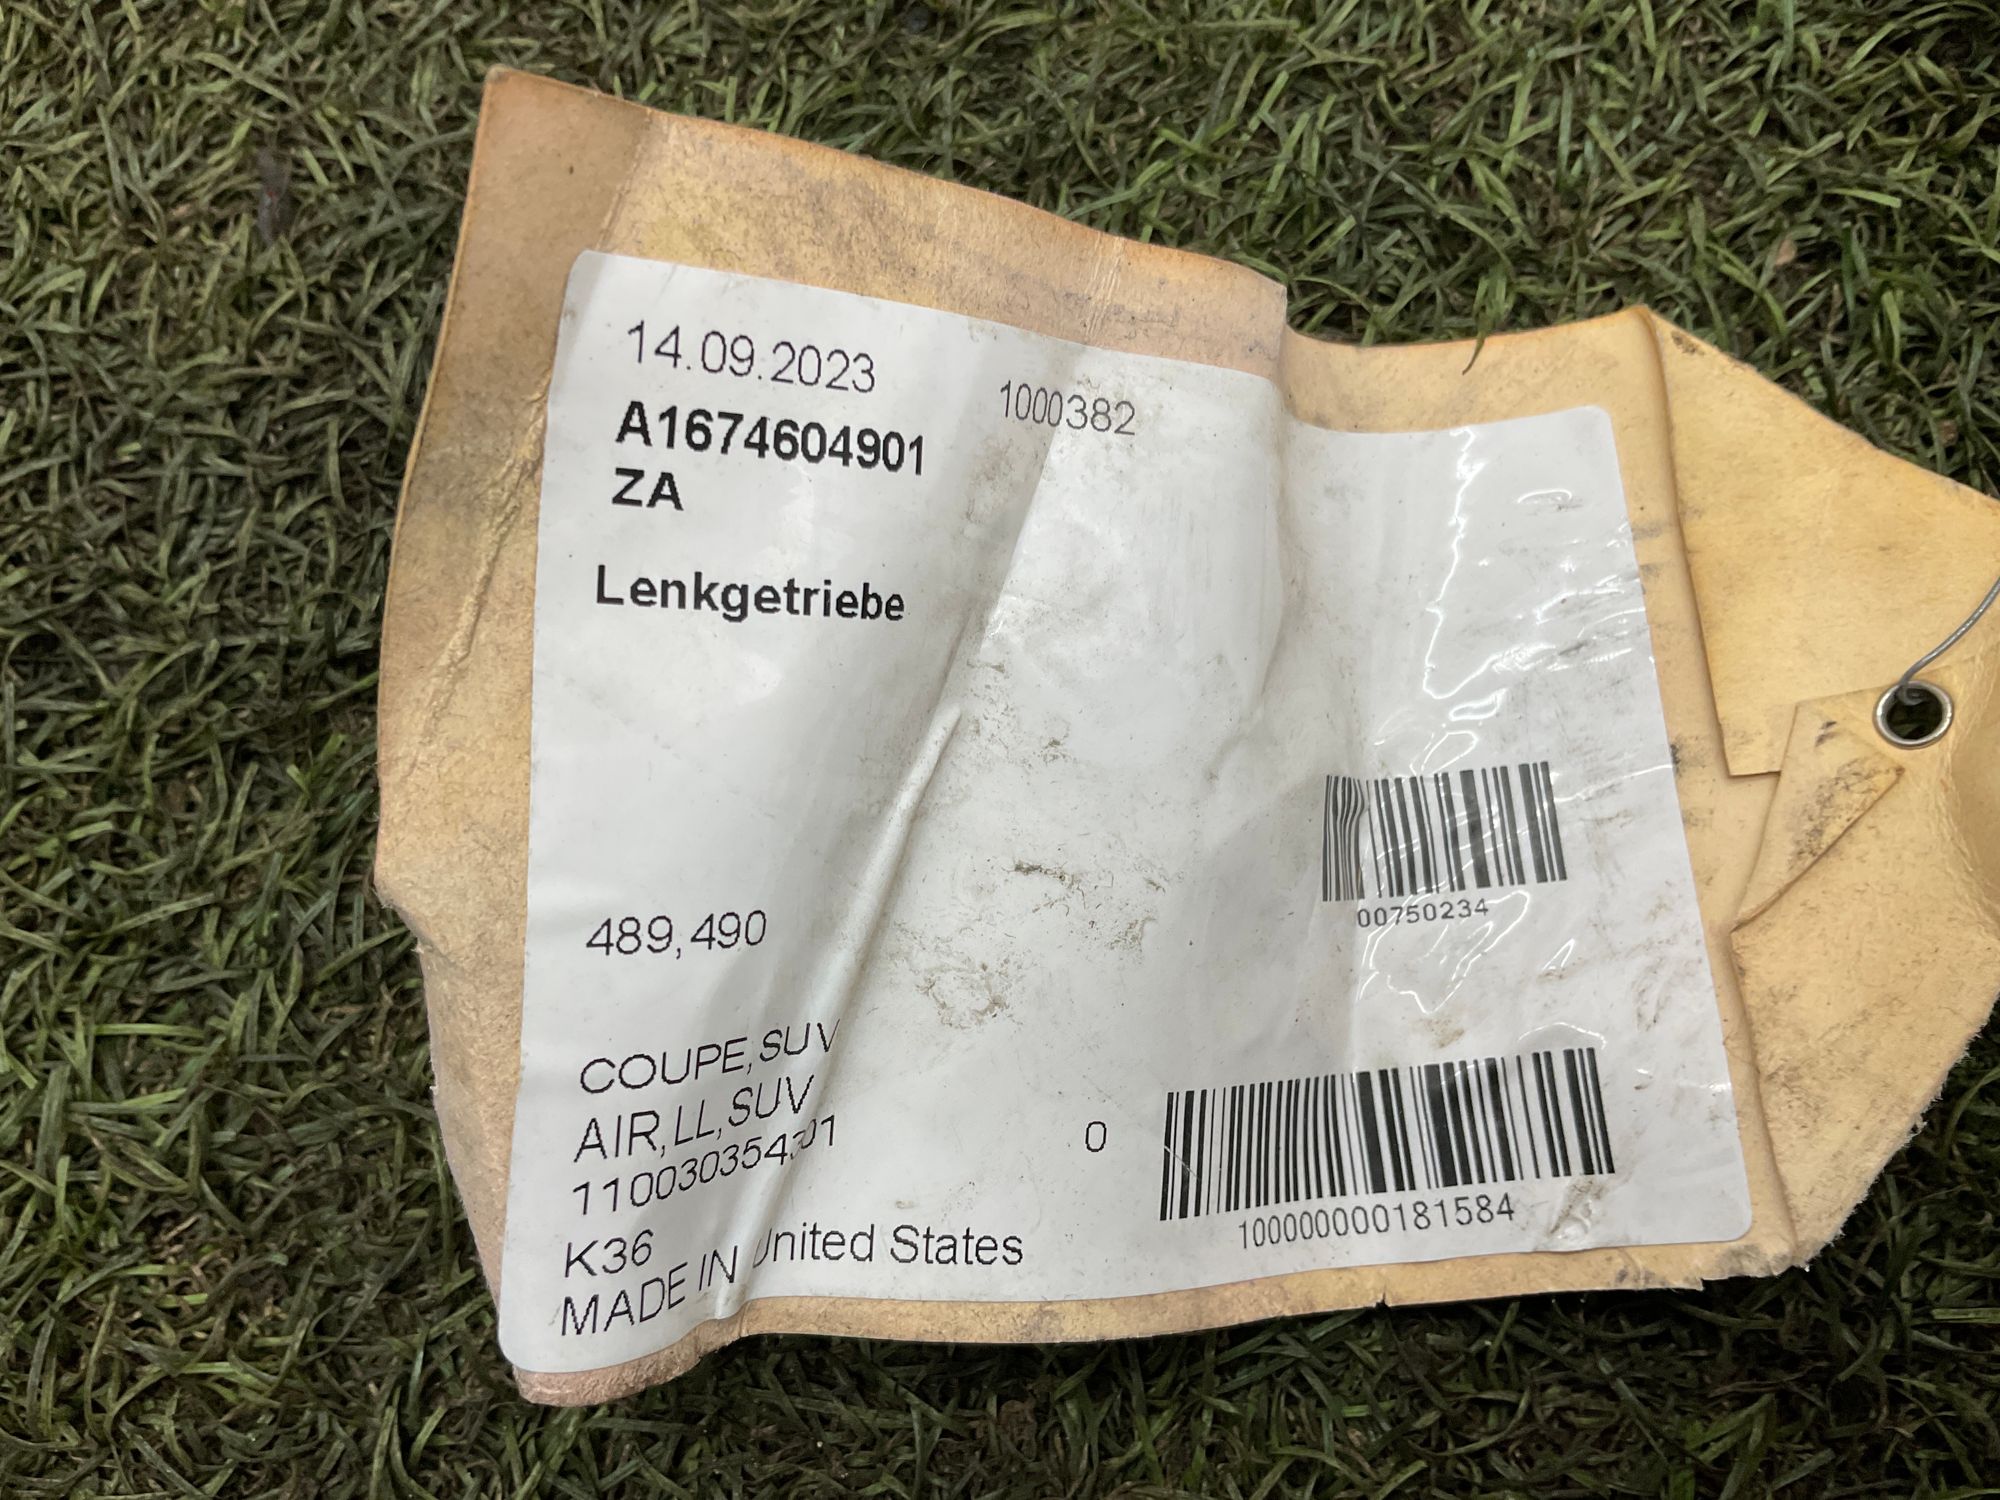 14.09.2023
1000382
A1674604901
ZA
Lenkgetriebe
00750234
489,490
COUPE,SUV
AIR,LL,SUV
K36
0
100000000181584
MADE IN United States